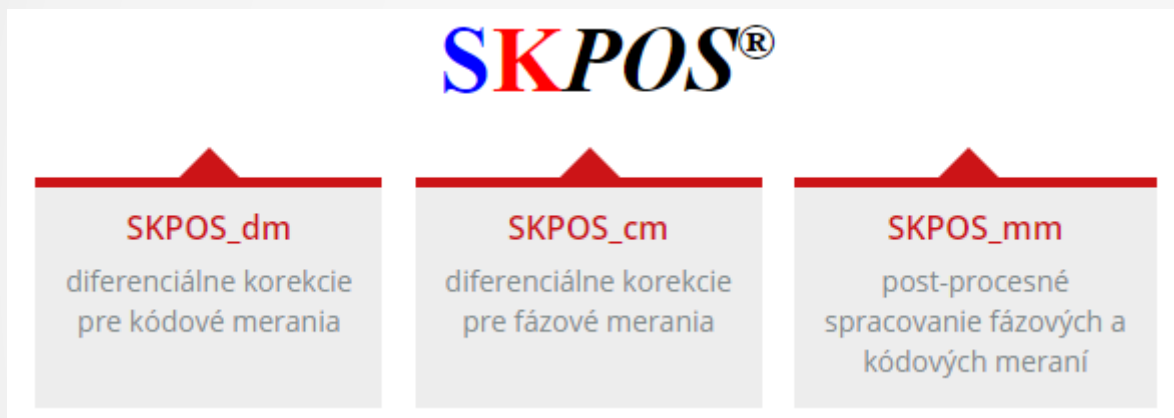 SKPOS®
SKPOS_dm
diferenciálne korekcie
pre kódové merania
SKPOS_cm
diferenciálne korekcie
pre fázové merania
SKPOS_mm
post-procesné
spracovanie fázových a
kódových meraní